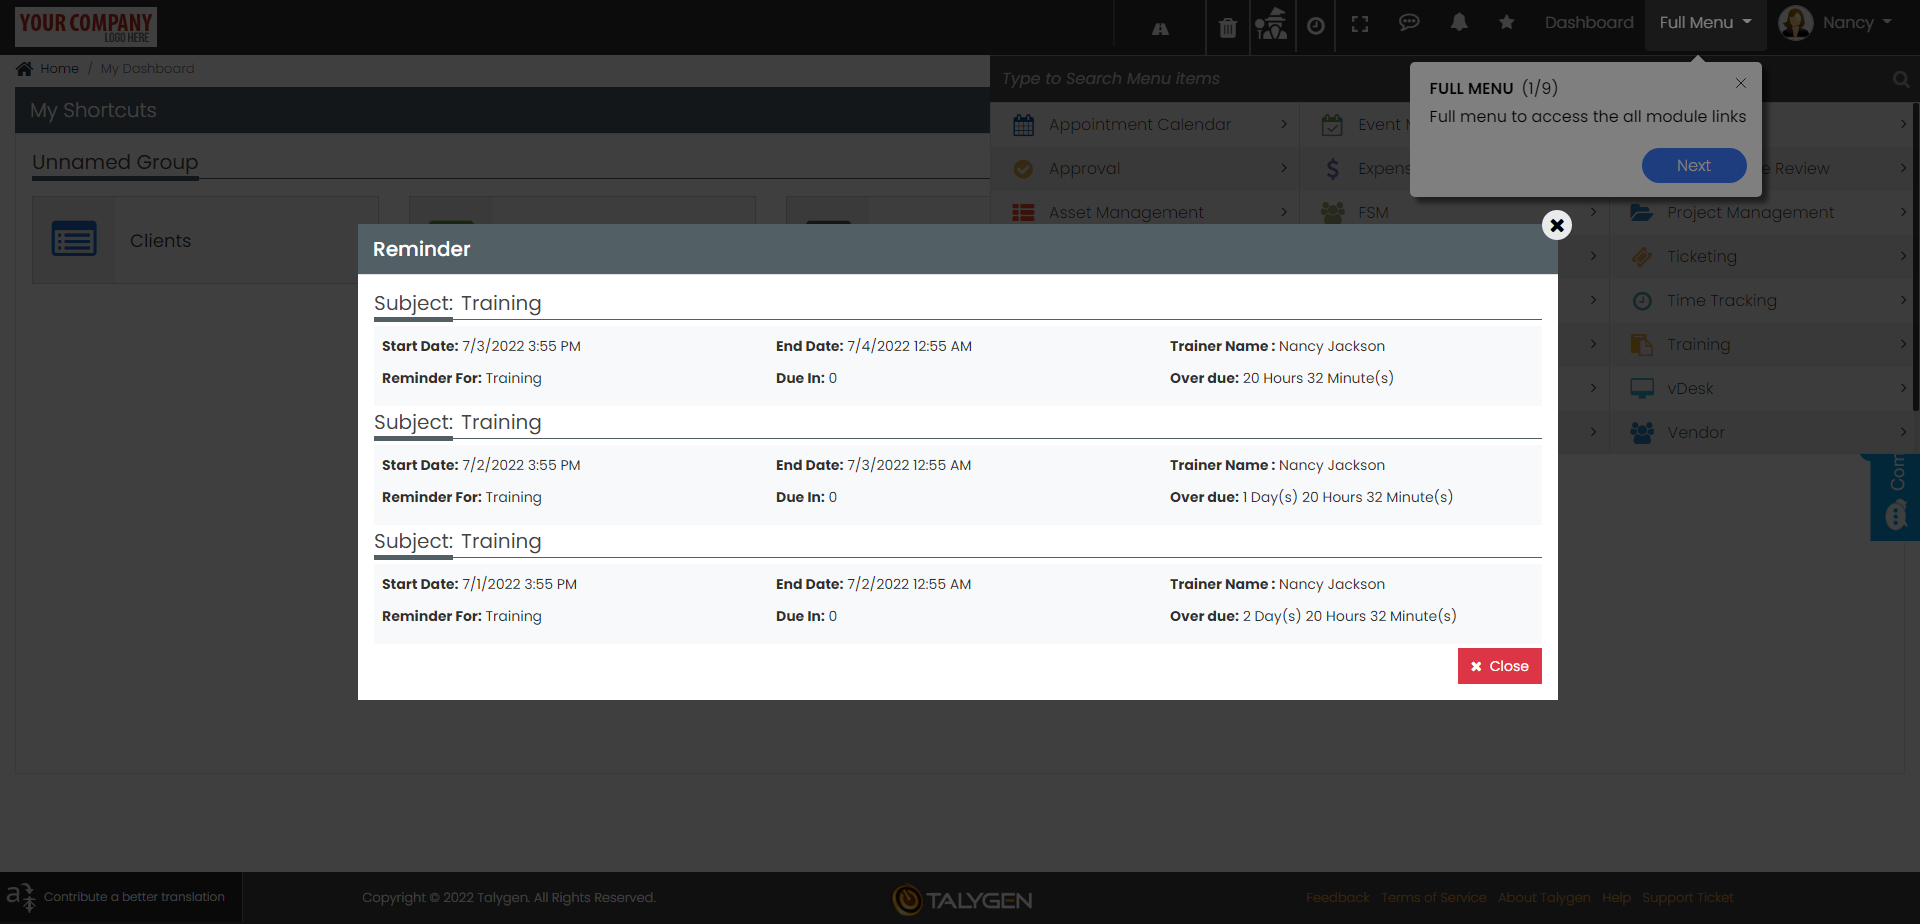 YOUR COMPANY
LOGO HERE
Dashboard
Full Menu
Nancy
Home / My Dashboard
Type to Search Menu items
FULL MENU (1/9)
Full menu to access the all module links
Next
My Shortcuts
Unnamed Group
Clients
Appointment Calendar
Event
Approval
Review
Asset Management
FSM
Project Management
Ticketing
Time Tracking
Training
vDesk
Vendor
Reminder
Subject: Training
Start Date: 7/3/2022 3:55 PM
End Date: 7/4/2022 12:55 AM
Trainer Name : Nancy Jackson
Reminder For: Training
Due In: 0
Over due: 20 Hours 32 Minute(s)
Subject: Training
Start Date: 7/2/2022 3:55 PM
End Date: 7/3/2022 12:55 AM
Trainer Name : Nancy Jackson
Reminder For: Training
Due In: 0
Over due: 1 Day(s) 20 Hours 32 Minute(s)
Subject: Training
Start Date: 7/1/2022 3:55 PM
End Date: 7/2/2022 12:55 AM
Trainer Name : Nancy Jackson
Reminder For: Training
Due In: 0
Over due: 2 Day(s) 20 Hours 32 Minute(s)
Close
Contribute a better translation
Copyright © 2022 Talygen. All Rights Reserved.
TALYGEN
Feedback Terms of Service About Talygen Help Support Ticket